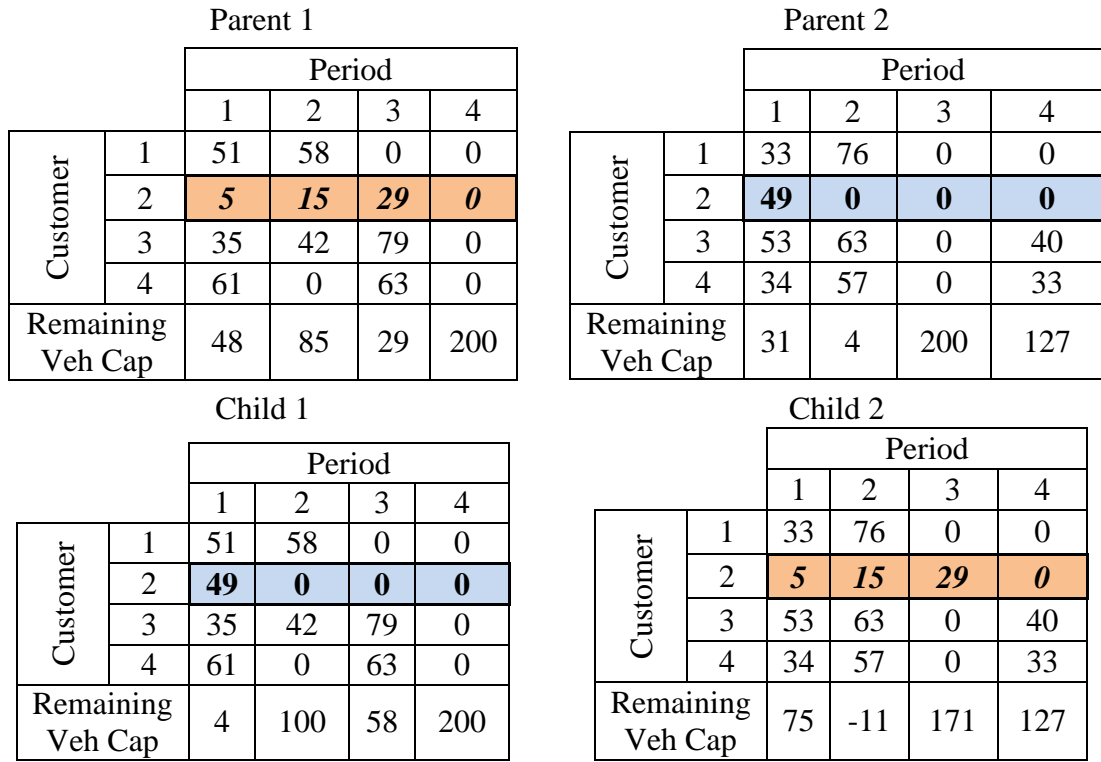 Parent 1
Period
1 2 3 4
Customer
1 51 58 0 0
2 5 15 29 0
3 35 42 79 0
4 61 0 63 0
Remaining
Veh Cap
48 85 29 200
Parent 2
Period
1 2 3 4
Customer
1 33 76 0 0
2 49 0 0 0
3 53 63 0 40
4 34 57 0 33
Remaining
Veh Cap
31 4 200 127
Child 1
Period
1 2 3 4
Customer
1 51 58 0 0
2 49 0 0 0
3 35 42 79 0
4 61 0 63 0
Remaining
Veh Cap
4 100 58 200
Child 2
Period
1 2 3 4
Customer
1 33 76 0 0
2 5 15 29 0
3 53 63 0 40
4 34 57 0 33
Remaining
Veh Cap
75 -11 171 127